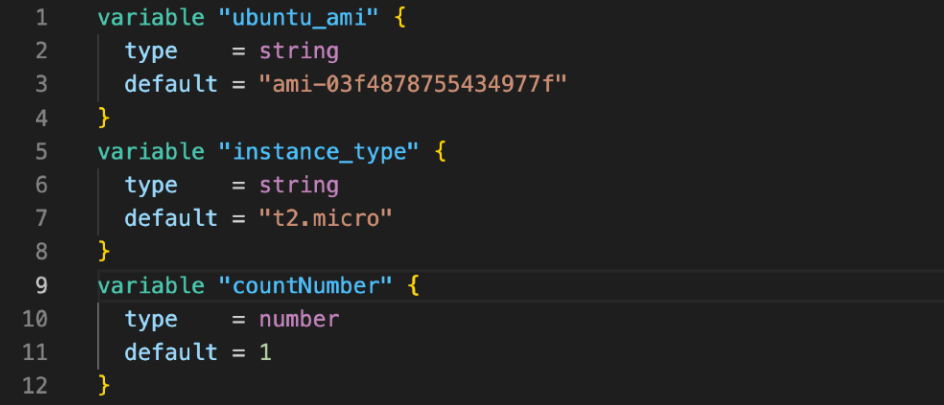 1 variable "ubuntu_ami" {
2 type = string
3 default = "ami-03f4878755434977f"
4 }
5 variable "instance_type" {
6 type = string
7 default = "t2.micro"
8 }
9 variable "countNumber" {
10 type = number
11 default = 1
12 }